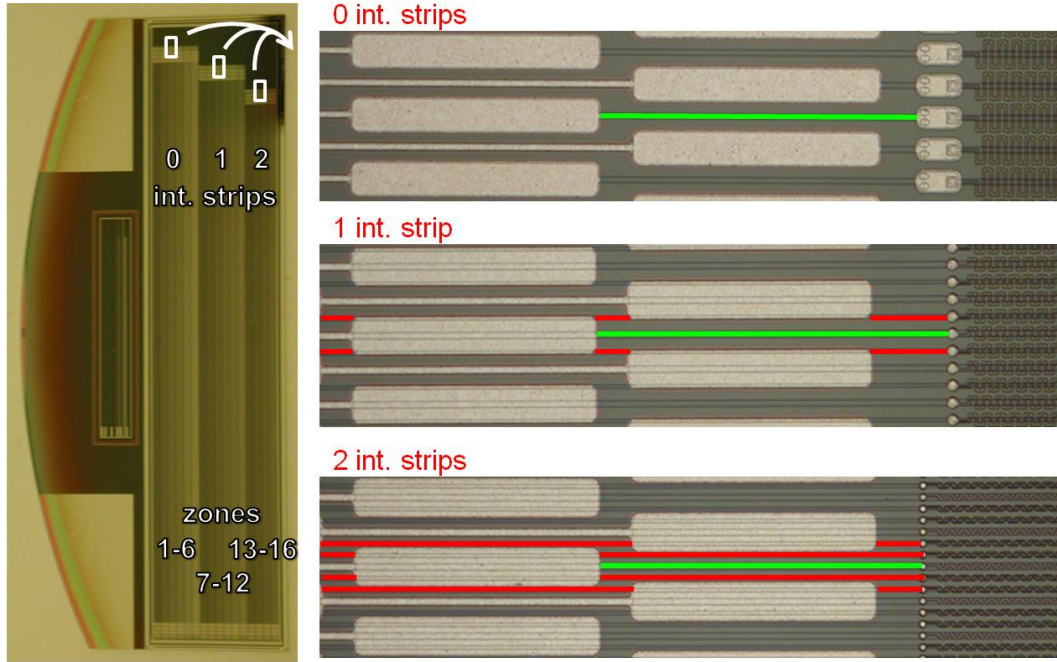 0 1 2
int. strips
zones
1-6 13-16
7-12
0 int. strips
1 int. strip
2 int. strips